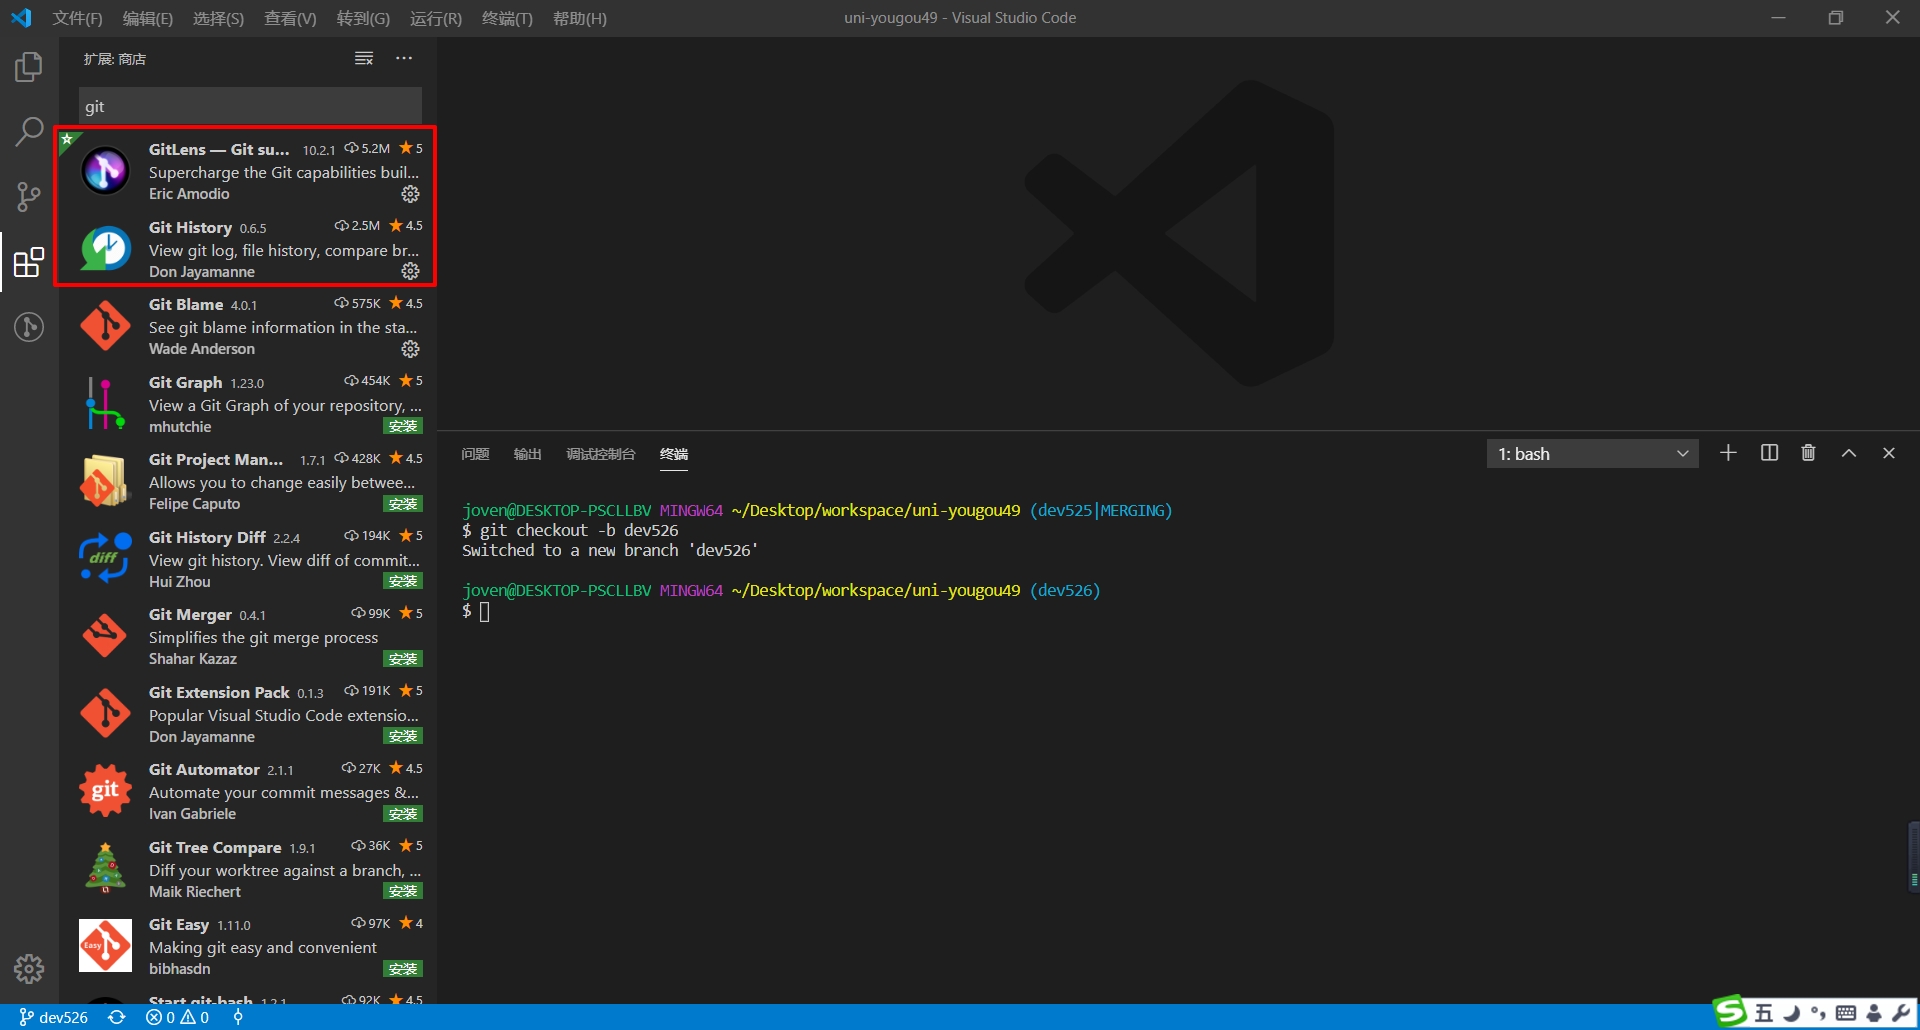 文件(F) 编辑(E) 选择(S) 查看(V) 转到(G) 运行(R) 终端(T) 帮助(H) uni-yougou49 - Visual Studio Code
扩展: 商店
git
GitLens — Git su... 10.2.1 5.2M 5
Supercharge the Git capabilities buil...
Eric Amodio
Git History 0.6.5 2.5M 4.5
View git log, file history, compare br...
Don Jayamanne
Git Blame 4.0.1 575K 4.5
See git blame information in the sta...
Wade Anderson
Git Graph 1.23.0 454K 5
View a Git Graph of your repository, ...
mhutchie 安装
Git Project Man... 1.7.1 428K 4.5
Allows you to change easily betwee...
Felipe Caputo 安装
diff
Git History Diff 2.2.4 194K 5
View git history. View diff of commit...
Hui Zhou 安装
Git Merger 0.4.1 99K 5
Simplifies the git merge process
Shahar Kazaz 安装
Git Extension Pack 0.1.3 191K 5
Popular Visual Studio Code extensio...
Don Jayamanne 安装
git
Git Automator 2.1.1 27K 4.5
Automate your commit messages &...
Ivan Gabriele 安装
Git Tree Compare 1.9.1 36K 5
Diff your worktree against a branch, ...
Maik Riechert 安装
Easy
Git Easy 1.11.0 97K 4
Making git easy and convenient
bibhasdn 安装
Start git-bash 1.2.1 92K 4.5
问题 输出 调试控制台 终端 1: bash
joven@DESKTOP-PSCLLBV MINGW64 ~/Desktop/workspace/uni-yougou49 (dev525|MERGING)
$ git checkout -b dev526
Switched to a new branch 'dev526'
joven@DESKTOP-PSCLLBV MINGW64 ~/Desktop/workspace/uni-yougou49 (dev526)
$
dev526 0 0
S 五